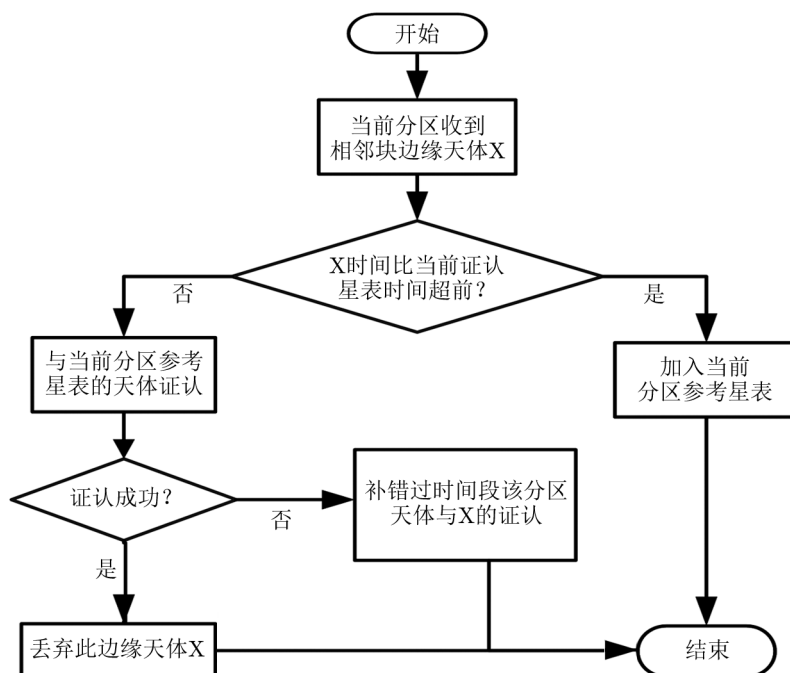 开始
当前分区收到
相邻块边缘天体X
X时间比当前证认
星表时间超前？
否
是
与当前分区参考
星表的天体证认
加入当前
分区参考星表
证认成功？
否
补错过时间段该分区
天体与X的证认
是
丢弃此边缘天体X
结束